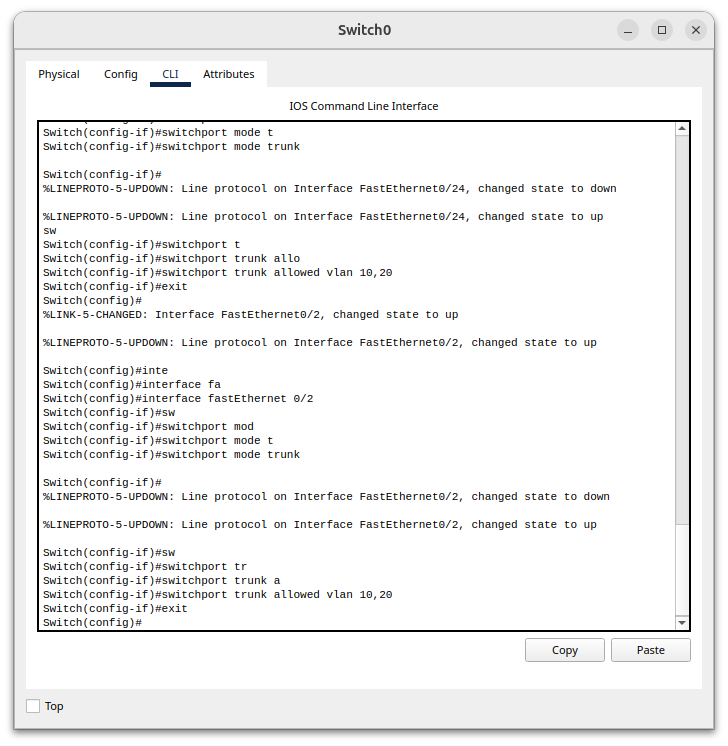 Switch0
Physical Config CLI Attributes
IOS Command Line Interface
Switch(config-if)#switchport mode t
Switch(config-if)#switchport mode trunk
Switch(config-if)#
%LINEPROTO-5-UPDOWN: Line protocol on Interface FastEthernet0/24, changed state to down
%LINEPROTO-5-UPDOWN: Line protocol on Interface FastEthernet0/24, changed state to up
sw
Switch(config-if)#switchport t
Switch(config-if)#switchport trunk allo
Switch(config-if)#switchport trunk allowed vlan 10,20
Switch(config-if)#exit
Switch(config)#
%LINK-5-CHANGED: Interface FastEthernet0/2, changed state to up
%LINEPROTO-5-UPDOWN: Line protocol on Interface FastEthernet0/2, changed state to up
Switch(config)#inte
Switch(config)#interface fa
Switch(config)#interface fastEthernet 0/2
Switch(config-if)#sw
Switch(config-if)#switchport mod
Switch(config-if)#switchport mode t
Switch(config-if)#switchport mode trunk
Switch(config-if)#
%LINEPROTO-5-UPDOWN: Line protocol on Interface FastEthernet0/2, changed state to down
%LINEPROTO-5-UPDOWN: Line protocol on Interface FastEthernet0/2, changed state to up
Switch(config-if)#sw
Switch(config-if)#switchport tr
Switch(config-if)#switchport trunk a
Switch(config-if)#switchport trunk allowed vlan 10,20
Switch(config-if)#exit
Switch(config)#
Copy Paste
Top